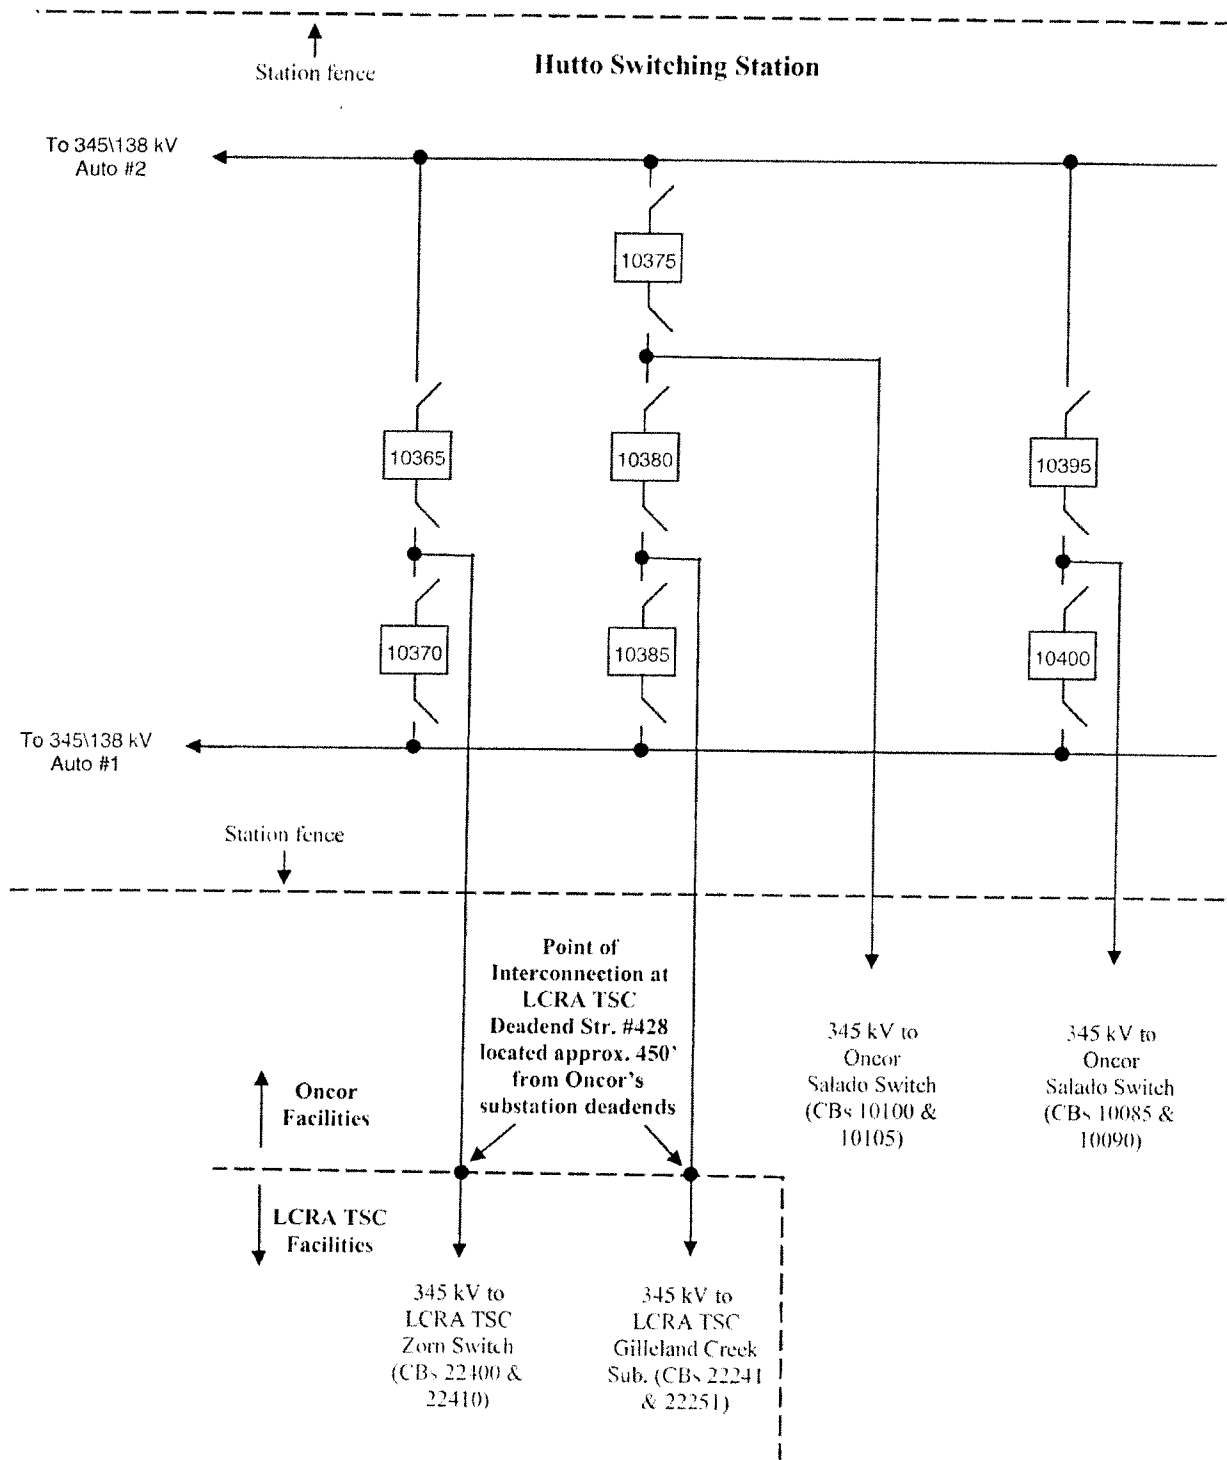 Station fence
Hutto Switching Station
To 345\138 kV
Auto #2
10375
10365
10380
10395
10370
10385
10400
To 345\138 kV
Auto #1
Station fence
Point of
Interconnection at
LCRA TSC
Deadend Str. #428
located approx. 450'
from Oncor's
substation deadends
Oncor
Facilities
LCRA TSC
Facilities
345 kV to
Oncor
Salado Switch
(CBs 10100 &
10105)
345 kV to
Oncor
Salado Switch
(CBs 10085 &
10090)
345 kV to
LCRA TSC
Zorn Switch
(CBs 22400 &
22410)
345 kV to
LCRA TSC
Gilleland Creek
Sub. (CBs 22241
& 22251)